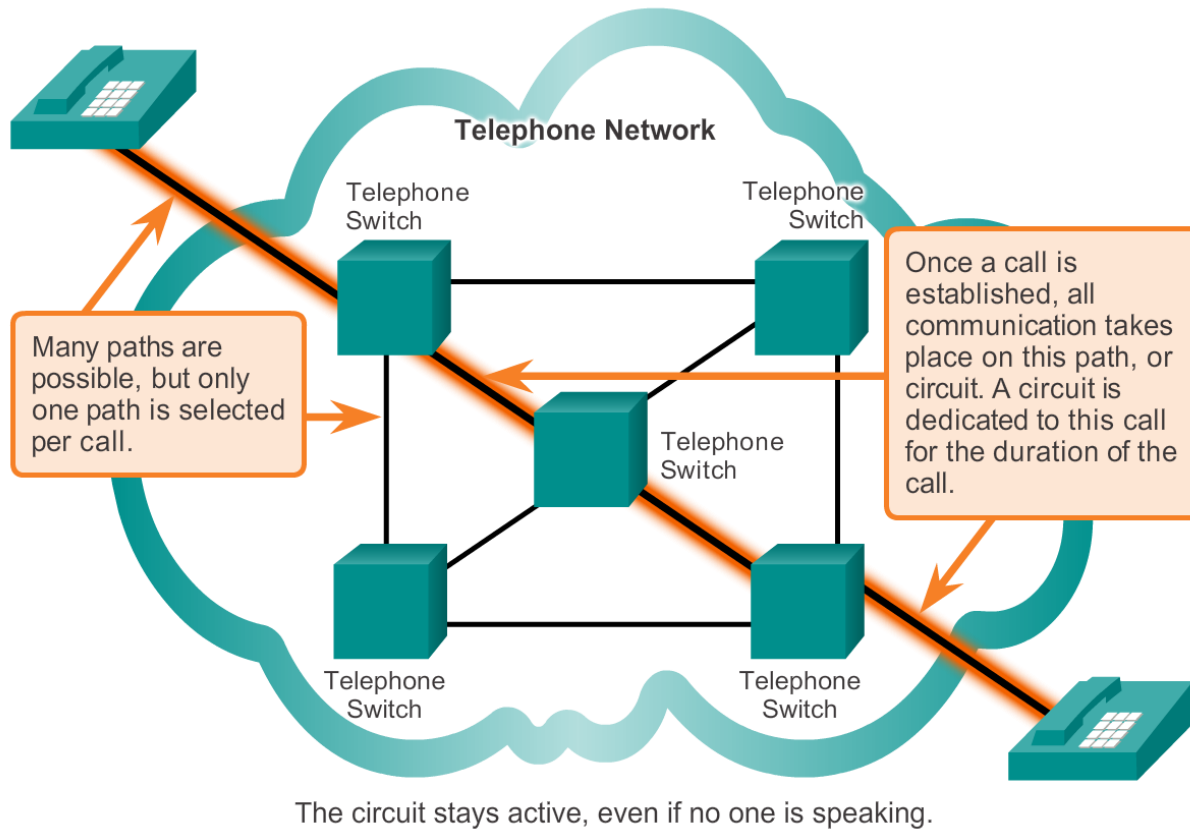 Telephone Network
Telephone
Switch
Telephone
Switch
Many paths are
possible, but only
one path is selected
per call.
Once a call is
established, all
communication takes
place on this path, or
circuit. A circuit is
dedicated to this call
for the duration of the
call.
Telephone
Switch
Telephone
Switch
Telephone
Switch
The circuit stays active, even if no one is speaking.